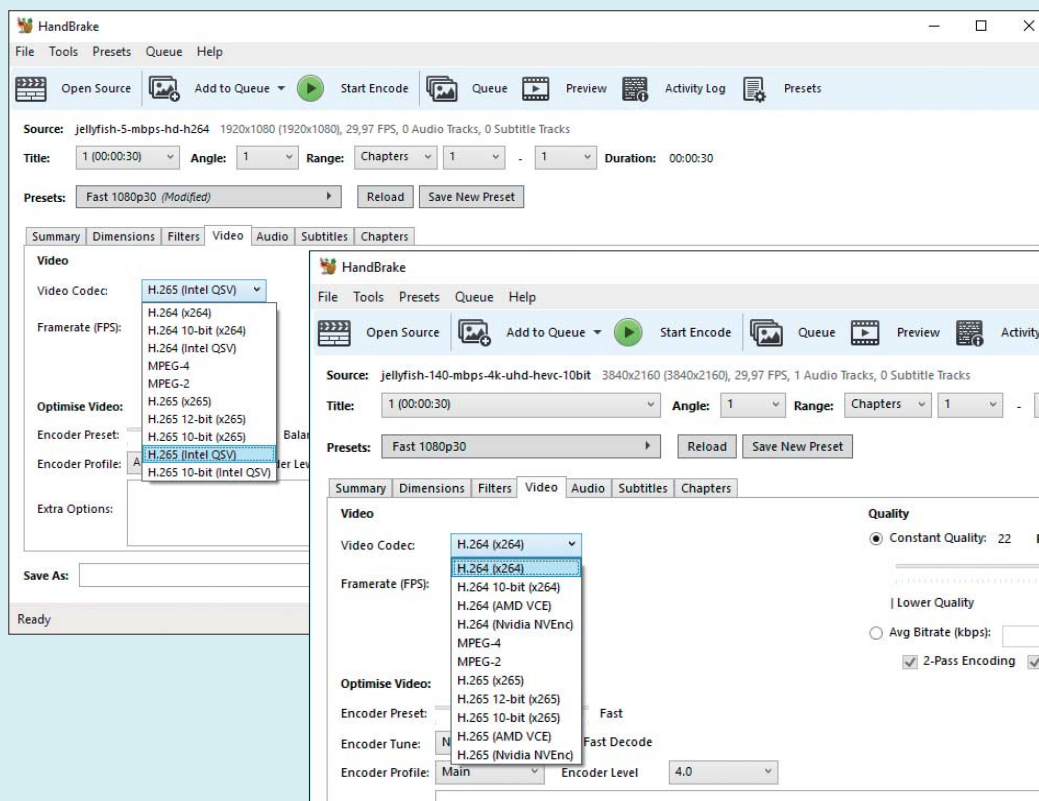 HandBrake
File Tools Presets Queue Help
Open Source Add to Queue Start Encode Queue Preview Activity Log Presets
Source: jellyfish-5-mbps-hd-h264 1920x1080 (1920x1080), 29,97 FPS, 0 Audio Tracks, 0 Subtitle Tracks
Title: 1 (00:00:30) Angle: 1 Range: Chapters 1 - 1 Duration: 00:00:30
Presets: Fast 1080p30 (Modified) Reload Save New Preset
Summary Dimensions Filters Video Audio Subtitles Chapters
Video
Video Codec: H.265 (Intel QSV)
H.264 (x264)
Framerate (FPS): H.264 10-bit (x264)
H.264 (Intel QSV)
MPEG-4
MPEG-2
Optimise Video: H.265 (x265)
H.265 12-bit (x265)
Encoder Preset: H.265 10-bit (x265)
H.265 (Intel QSV)
Encoder Profile: H.265 10-bit (Intel QSV)
Extra Options:
Save As:
Ready
HandBrake
File Tools Presets Queue Help
Open Source Add to Queue Start Encode Queue Preview Activity
Source: jellyfish-140-mbps-4k-uhd-hevc-10bit 3840x2160 (3840x2160), 29,97 FPS, 1 Audio Tracks, 0 Subtitle Tracks
Title: 1 (00:00:30) Angle: 1 Range: Chapters 1 -
Presets: Fast 1080p30 Reload Save New Preset
Summary Dimensions Filters Video Audio Subtitles Chapters
Video Quality
Video Codec: H.264 (x264) Constant Quality: 22
H.264 (x264)
Framerate (FPS): H.264 10-bit (x264)
H.264 (AMD VCE) | Lower Quality
H.264 (Nvidia NVEnc) Avg Bitrate (kbps):
MPEG-4
MPEG-2 2-Pass Encoding
Optimise Video: H.265 (x265)
H.265 12-bit (x265)
Encoder Preset: H.265 10-bit (x265) Fast
Encoder Tune: H.265 (AMD VCE) Fast Decode
H.265 (Nvidia NVEnc)
Encoder Profile: Main Encoder Level 4.0